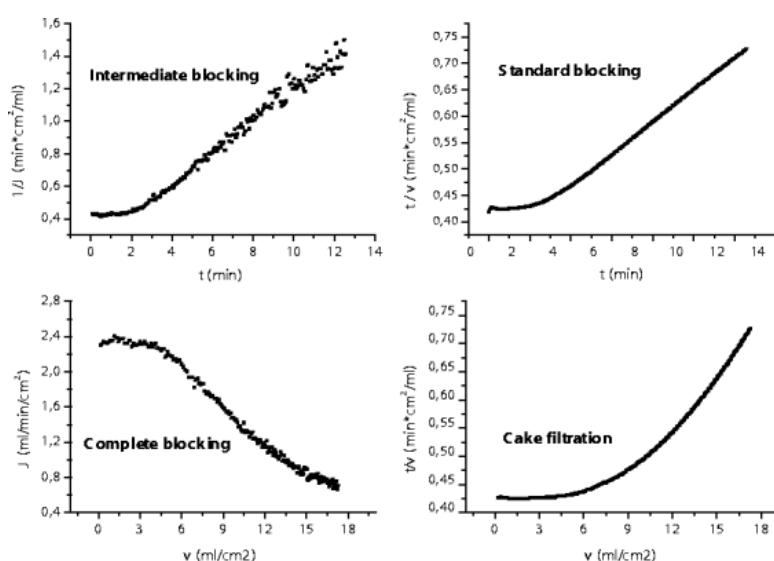 Intermediate blocking
1/J (min*cm²/ml)
1,6
1,4
1,2
1,0
0,8
0,6
0,4
0 2 4 6 8 10 12 14
t (min)
Standard blocking
t / v (min*cm²/ml)
0,75
0,70
0,65
0,60
0,55
0,50
0,45
0,40
0 2 4 6 8 10 12 14
t (min)
Complete blocking
J (ml/min/cm²)
2,8
2,4
2,0
1,6
1,2
0,8
0,4
0 3 6 9 12 15 18
v (ml/cm2)
Cake filtration
t/v (min*cm²/ml)
0,75
0,70
0,65
0,60
0,55
0,50
0,45
0,40
0 3 6 9 12 15 18
v (ml/cm2)